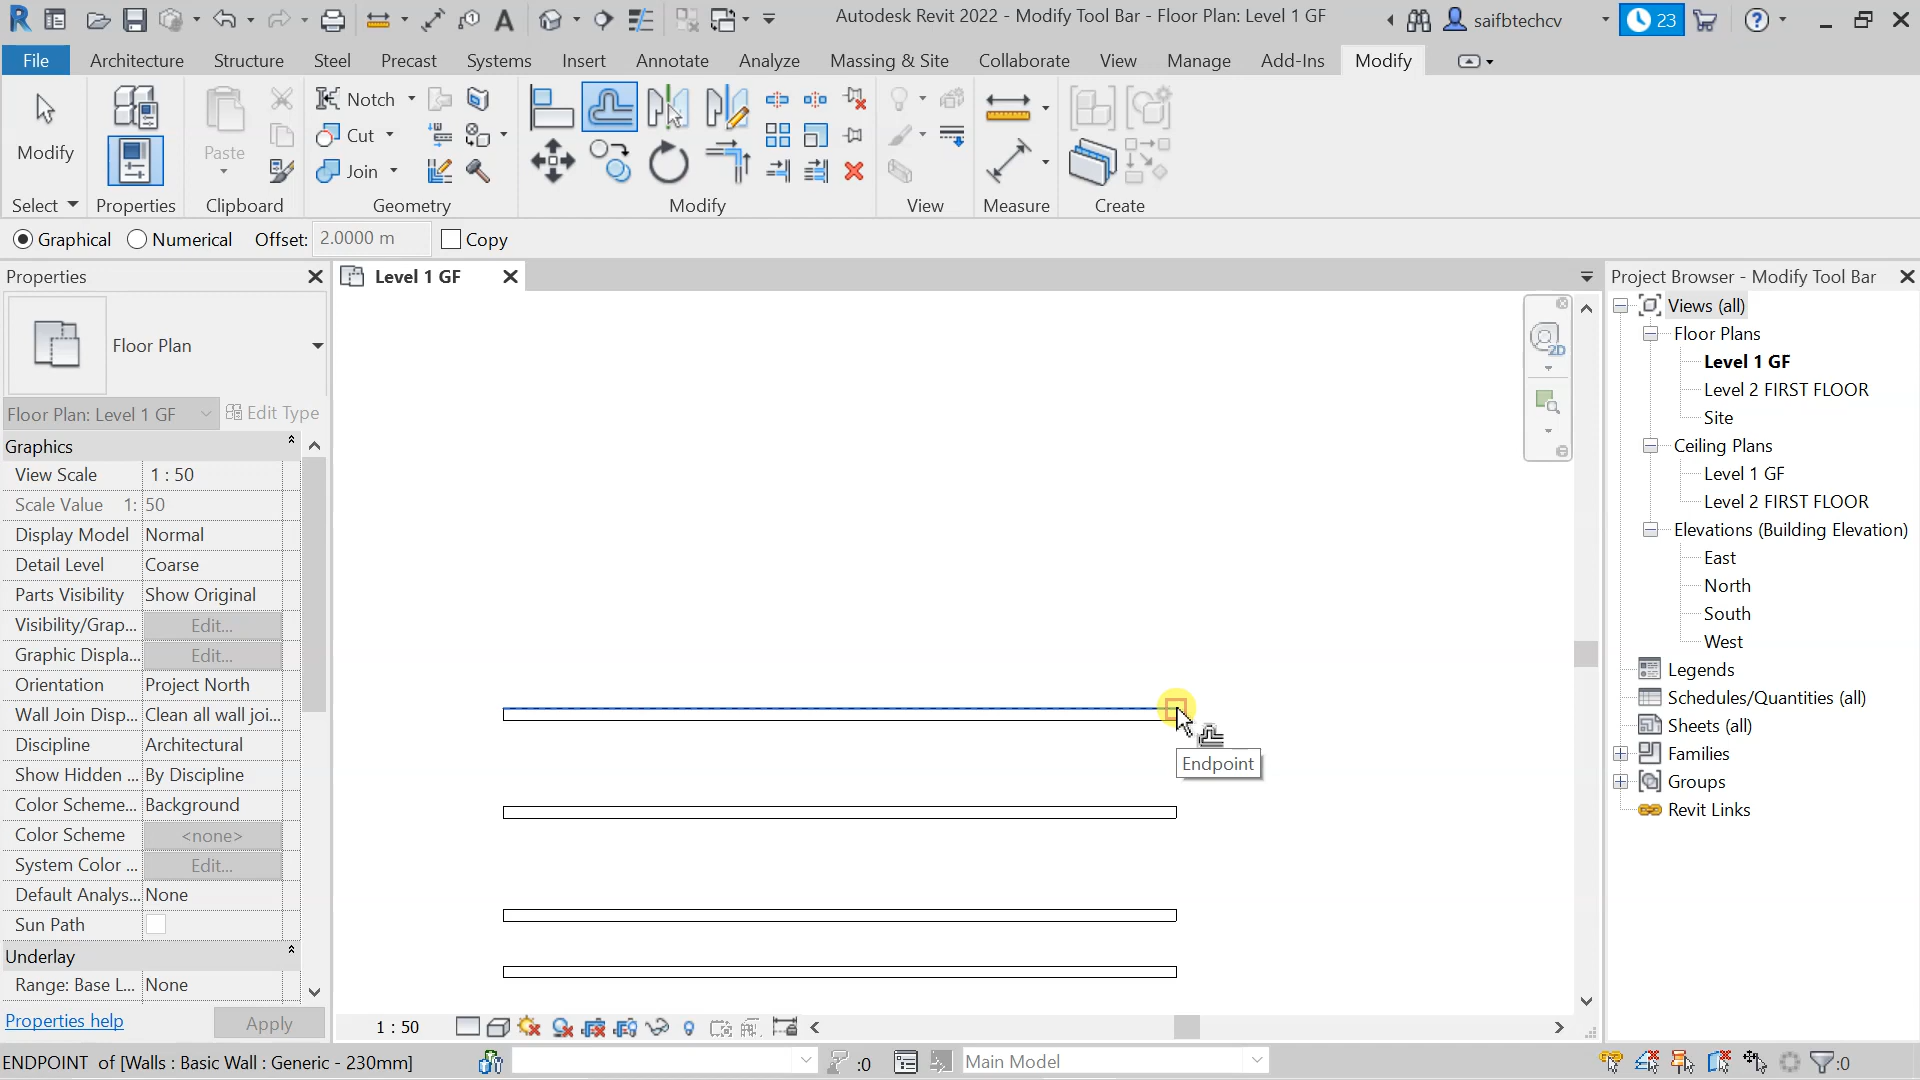 Autodesk Revit 2022 - Modify Tool Bar - Floor Plan: Level 1 GF
saifbtechcv
23
File Architecture Structure Steel Precast Systems Insert Annotate Analyze Massing & Site Collaborate View Manage Add-Ins Modify
Modify
Paste
Notch
Cut
Join
Select Properties Clipboard Geometry Modify View Measure Create
Graphical Numerical Offset: 2.0000 m Copy
Properties
Floor Plan
Floor Plan: Level 1 GF Edit Type
Graphics
View Scale 1 : 50
Scale Value 1: 50
Display Model Normal
Detail Level Coarse
Parts Visibility Show Original
Visibility/Grap... Edit...
Graphic Displa... Edit...
Orientation Project North
Wall Join Disp... Clean all wall joi...
Discipline Architectural
Show Hidden ... By Discipline
Color Scheme... Background
Color Scheme <none>
System Color ... Edit...
Default Analys... None
Sun Path
Underlay
Range: Base L... None
Properties help Apply
Level 1 GF
2D
Endpoint
1 : 50
Project Browser - Modify Tool Bar
Views (all)
Floor Plans
Level 1 GF
Level 2 FIRST FLOOR
Site
Ceiling Plans
Level 1 GF
Level 2 FIRST FLOOR
Elevations (Building Elevation)
East
North
South
West
Legends
Schedules/Quantities (all)
Sheets (all)
Families
Groups
Revit Links
ENDPOINT of [Walls : Basic Wall : Generic - 230mm]
:0
Main Model
:0